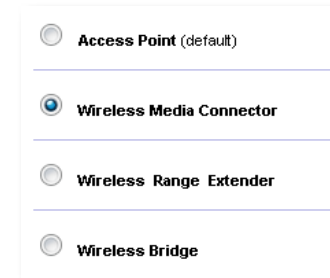 Access Point (default)
Wireless Media Connector
Wireless Range Extender
Wireless Bridge